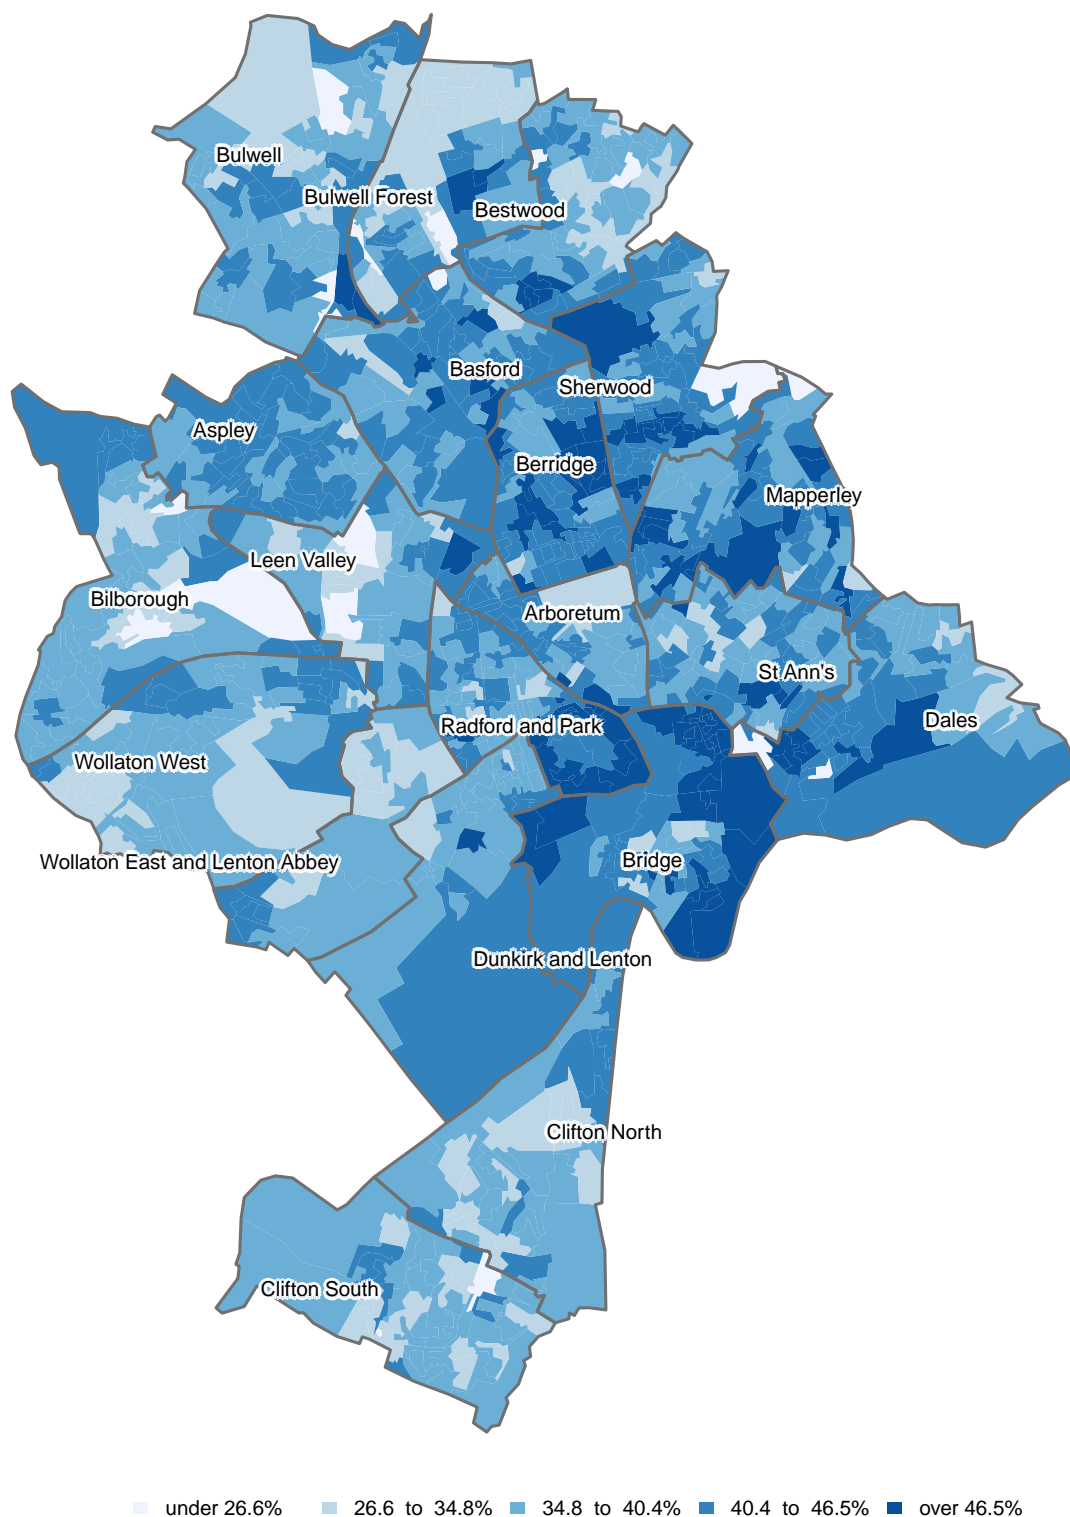 Bulwell
Bulwell Forest
Bestwood
Basford
Sherwood
Aspley
Berridge
Mapperley
Leen Valley
Bilborough
Arboretum
St Ann's
Dales
Radford and Park
Wollaton West
Bridge
Wollaton East and Lenton Abbey
Dunkirk and Lenton
Clifton North
Clifton South
under 26.6% 26.6 to 34.8% 34.8 to 40.4% 40.4 to 46.5% over 46.5%